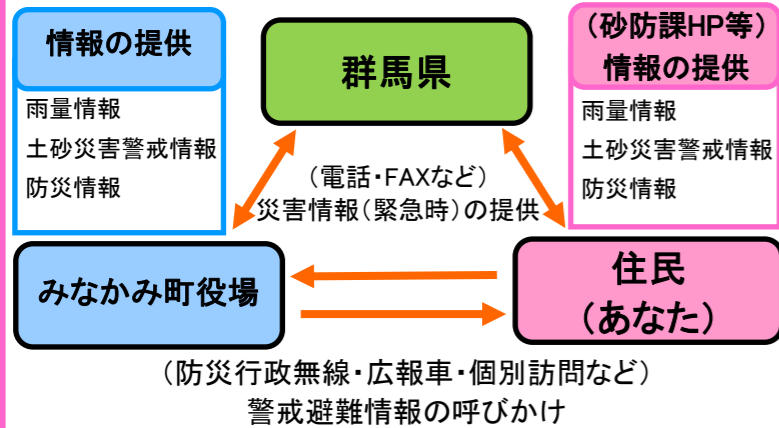 情報の提供
雨量情報
土砂災害警戒情報
防災情報
群馬県
(砂防課HP等)
情報の提供
雨量情報
土砂災害警戒情報
防災情報
(電話・FAXなど)
災害情報(緊急時)の提供
みなかみ町役場
住民
(あなた)
(防災行政無線・広報車・個別訪問など)
警戒避難情報の呼びかけ